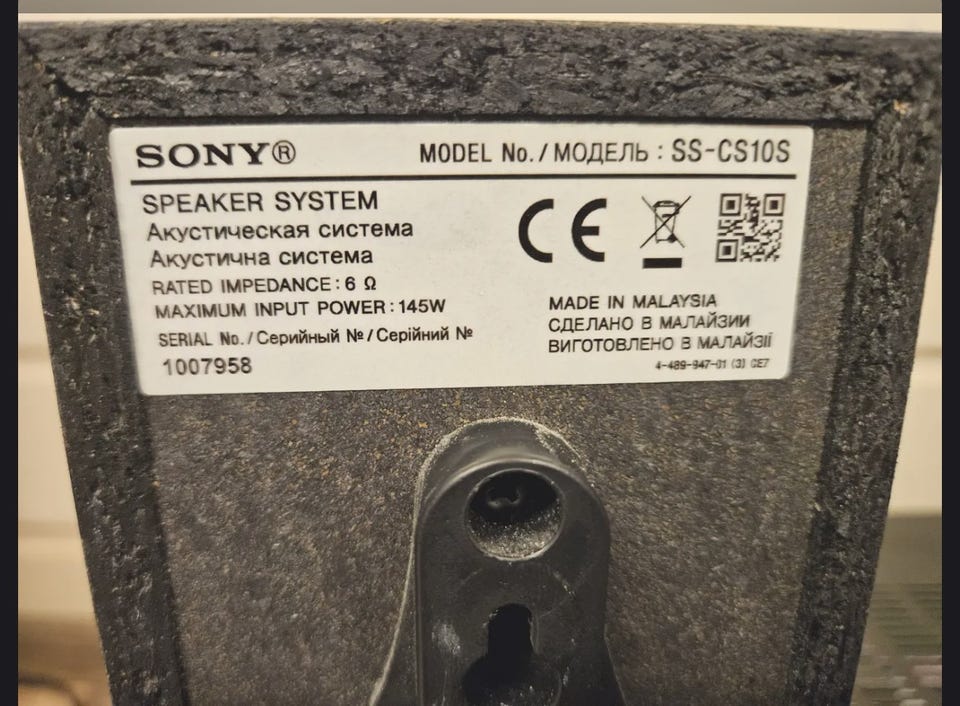 SONY®
MODEL No./МОДЕЛЬ : SS-CS10S
SPEAKER SYSTEM
Акустическая система
Акустична система
RATED IMPEDANCE : 6 Ω
MAXIMUM INPUT POWER : 145W
SERIAL No./Серийный №/Серійний №
1007958
CE
MADE IN MALAYSIA
СДЕЛАНО В МАЛАЙЗИИ
ВИГОТОВЛЕНО В МАЛАЙЗІЇ
4-489-947-01 (3) CE7